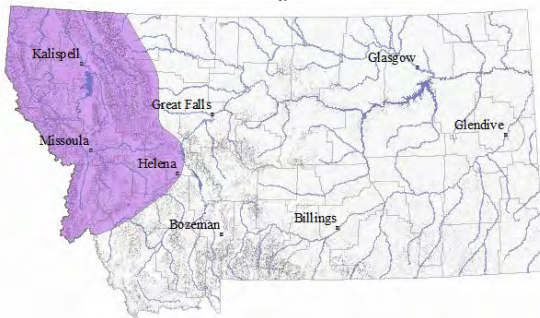 Kalispell
Glasgow
Great Falls
Glendive
Missoula
Helena
Bozeman
Billings